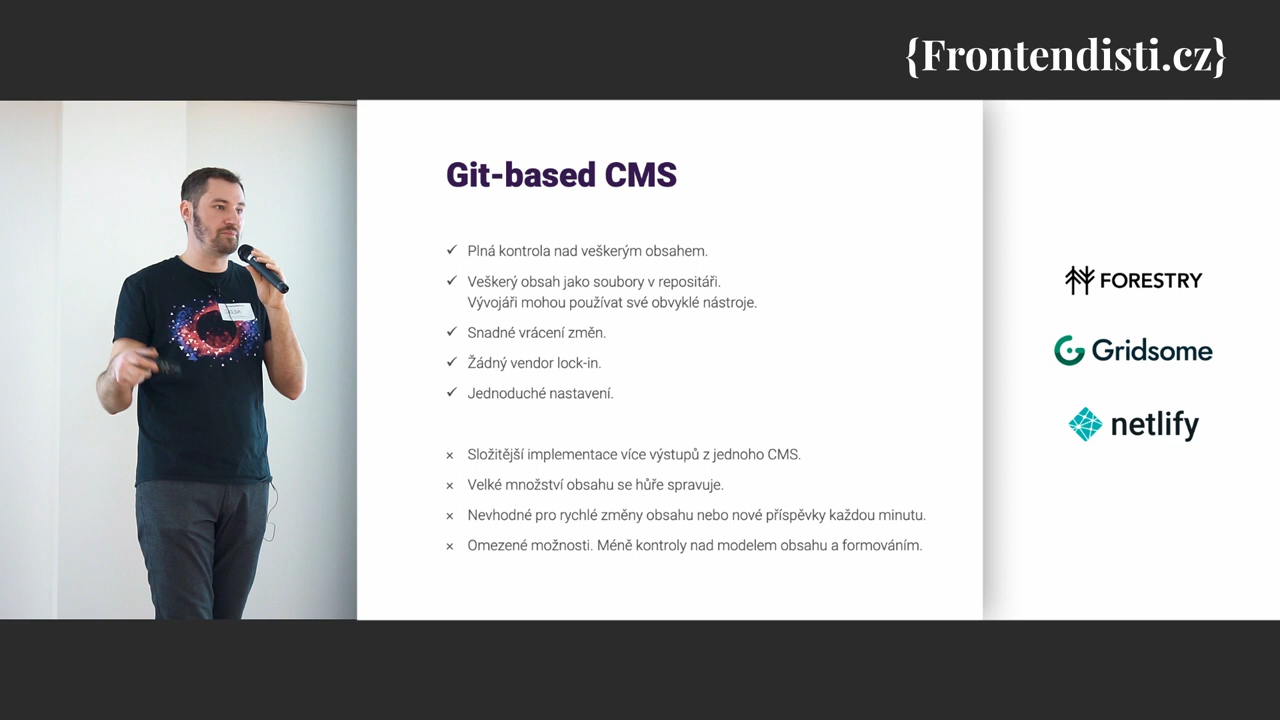 {Frontendisti.cz}
Git-based CMS
✓ Plná kontrola nad veškerým obsahem.
✓ Veškerý obsah jako soubory v repositáři.
Vývojáři mohou používat své obvyklé nástroje.
✓ Snadné vrácení změn.
✓ Žádný vendor lock-in.
✓ Jednoduché nastavení.
× Složitější implementace více výstupů z jednoho CMS.
× Velké množství obsahu se hůře spravuje.
× Nevhodné pro rychlé změny obsahu nebo nové příspěvky každou minutu.
× Omezené možnosti. Méně kontroly nad modelem obsahu a formováním.
FORESTRY
Gridsome
netlify